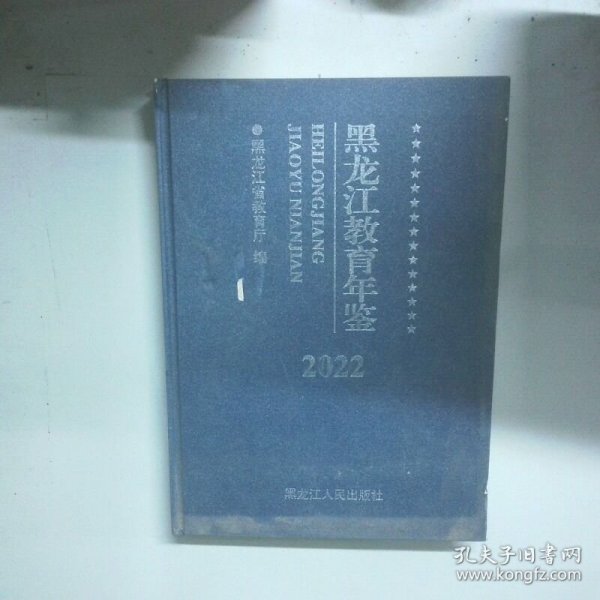 黑龙江教育年鉴
HEILONGJIANG
JIAOYU NIANJIAN
黑龙江省教育厅 编
2022
黑龙江人民出版社
孔夫子旧书网
www.kongfz.com